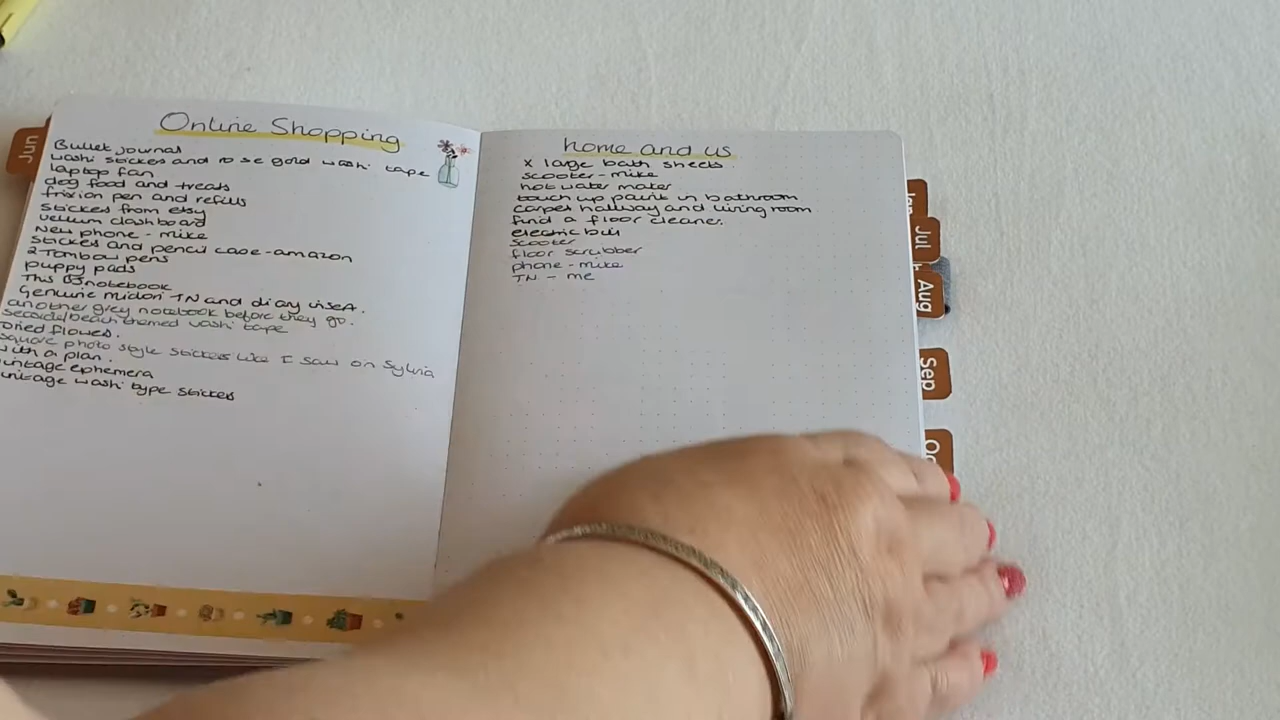 Online Shopping
Bullet journal
washi stickers and rose gold washi tape
laptop fan
dog food and treats
frixion pen and refills
Stickers from etsy
vellum dashboard
New phone - mike
Stickers and pencil case - amazon
2 Tombow pens
puppy pads
This BJ notebook
Genuine midori TN and diary insert.
another grey notebook before they go.
Seaside/beach themed washi tape
Dried flowers.
square photo style stickers like I saw on Sylvia
with a plan.
vintage ephemera
vintage washi type stickers
home and us
x large bath sheets
scooter - mike
hot water maker
touch up paint in bathroom
carpet hallway and living room
find a floor cleaner.
electric
scooter
floor scrubber
phone - mike
TN - me
Jun
Jul
Aug
Sep